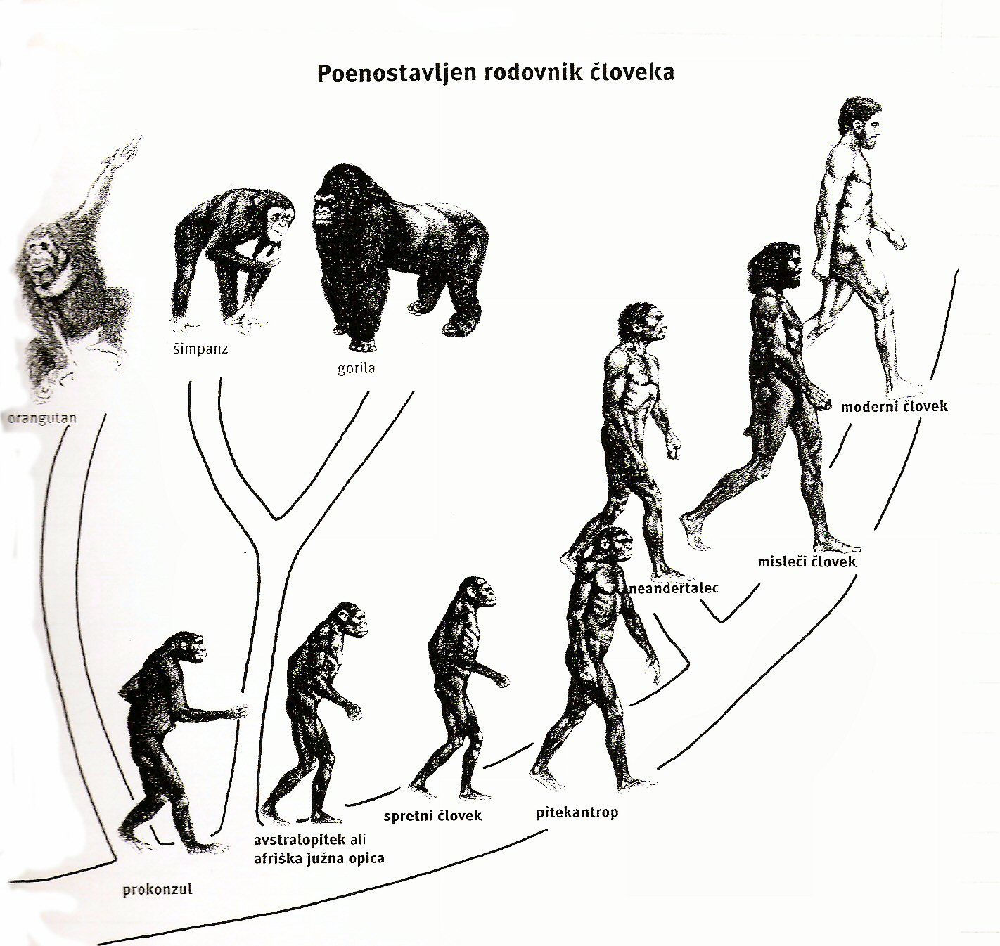 Poenostavljen rodovnik človeka
šimpanz
gorila
orangutan
moderni človek
misleči človek
neandertalec
spretni človek
pitekantrop
avstralopitek ali
afriška južna opica
prokonzul